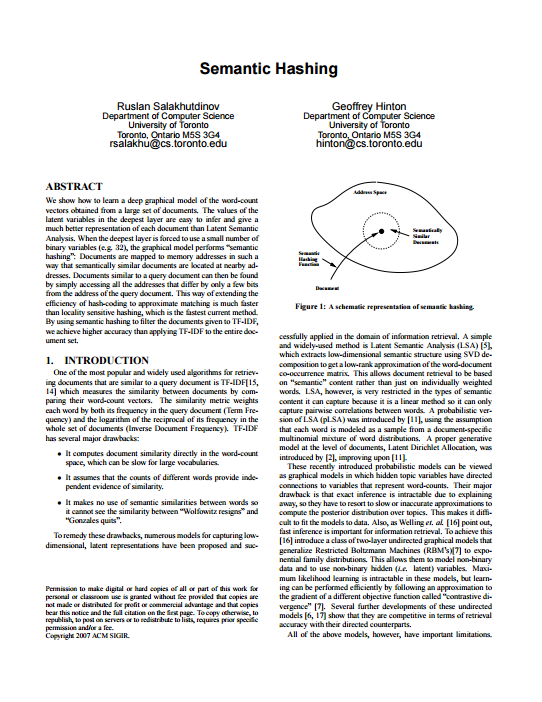 Semantic Hashing
Ruslan Salakhutdinov
Department of Computer Science
University of Toronto
Toronto, Ontario M5S 3G4
rsalakhu@cs.toronto.edu
Geoffrey Hinton
Department of Computer Science
University of Toronto
Toronto, Ontario M5S 3G4
hinton@cs.toronto.edu
ABSTRACT
We show how to learn a deep graphical model of the word-count
vectors obtained from a large set of documents. The values of the
latent variables in the deepest layer are easy to infer and give a
much better representation of each document than Latent Semantic
Analysis. When the deepest layer is forced to use a small number of
binary variables (e.g. 32), the graphical model performs “semantic
hashing”: Documents are mapped to memory addresses in such a
way that semantically similar documents are located at nearby ad-
dresses. Documents similar to a query document can then be found
by simply accessing all the addresses that differ by only a few bits
from the address of the query document. This way of extending the
efficiency of hash-coding to approximate matching is much faster
than locality sensitive hashing, which is the fastest current method.
By using semantic hashing to filter the documents given to TF-IDF,
we achieve higher accuracy than applying TF-IDF to the entire doc-
ument set.
1. INTRODUCTION
One of the most popular and widely used algorithms for retriev-
ing documents that are similar to a query document is TF-IDF[15,
14] which measures the similarity between documents by com-
paring their word-count vectors. The similarity metric weights
each word by both its frequency in the query document (Term Fre-
quency) and the logarithm of the reciprocal of its frequency in the
whole set of documents (Inverse Document Frequency). TF-IDF
has several major drawbacks:
• It computes document similarity directly in the word-count
space, which can be slow for large vocabularies.
• It assumes that the counts of different words provide inde-
pendent evidence of similarity.
• It makes no use of semantic similarities between words so
it cannot see the similarity between “Wolfowitz resigns” and
“Gonzales quits”.
To remedy these drawbacks, numerous models for capturing low-
dimensional, latent representations have been proposed and suc-
Permission to make digital or hard copies of all or part of this work for
personal or classroom use is granted without fee provided that copies are
not made or distributed for profit or commercial advantage and that copies
bear this notice and the full citation on the first page. To copy otherwise, to
republish, to post on servers or to redistribute to lists, requires prior specific
permission and/or a fee.
Copyright 2007 ACM SIGIR.
Address Space
Semantically
Similar
Documents
Semantic
Hashing
Function
Document
Figure 1: A schematic representation of semantic hashing.
cessfully applied in the domain of information retrieval. A simple
and widely-used method is Latent Semantic Analysis (LSA) [5],
which extracts low-dimensional semantic structure using SVD de-
composition to get a low-rank approximation of the word-document
co-occurrence matrix. This allows document retrieval to be based
on “semantic” content rather than just on individually weighted
words. LSA, however, is very restricted in the types of semantic
content it can capture because it is a linear method so it can only
capture pairwise correlations between words. A probabilistic ver-
sion of LSA (pLSA) was introduced by [11], using the assumption
that each word is modeled as a sample from a document-specific
multinomial mixture of word distributions. A proper generative
model at the level of documents, Latent Dirichlet Allocation, was
introduced by [2], improving upon [11].
These recently introduced probabilistic models can be viewed
as graphical models in which hidden topic variables have directed
connections to variables that represent word-counts. Their major
drawback is that exact inference is intractable due to explaining
away, so they have to resort to slow or inaccurate approximations to
compute the posterior distribution over topics. This makes it diffi-
cult to fit the models to data. Also, as Welling et. al. [16] point out,
fast inference is important for information retrieval. To achieve this
[16] introduce a class of two-layer undirected graphical models that
generalize Restricted Boltzmann Machines (RBM’s)[7] to expo-
nential family distributions. This allows them to model non-binary
data and to use non-binary hidden (i.e. latent) variables. Maxi-
mum likelihood learning is intractable in these models, but learn-
ing can be performed efficiently by following an approximation to
the gradient of a different objective function called “contrastive di-
vergence” [7]. Several further developments of these undirected
models [6, 17] show that they are competitive in terms of retrieval
accuracy with their directed counterparts.
All of the above models, however, have important limitations.